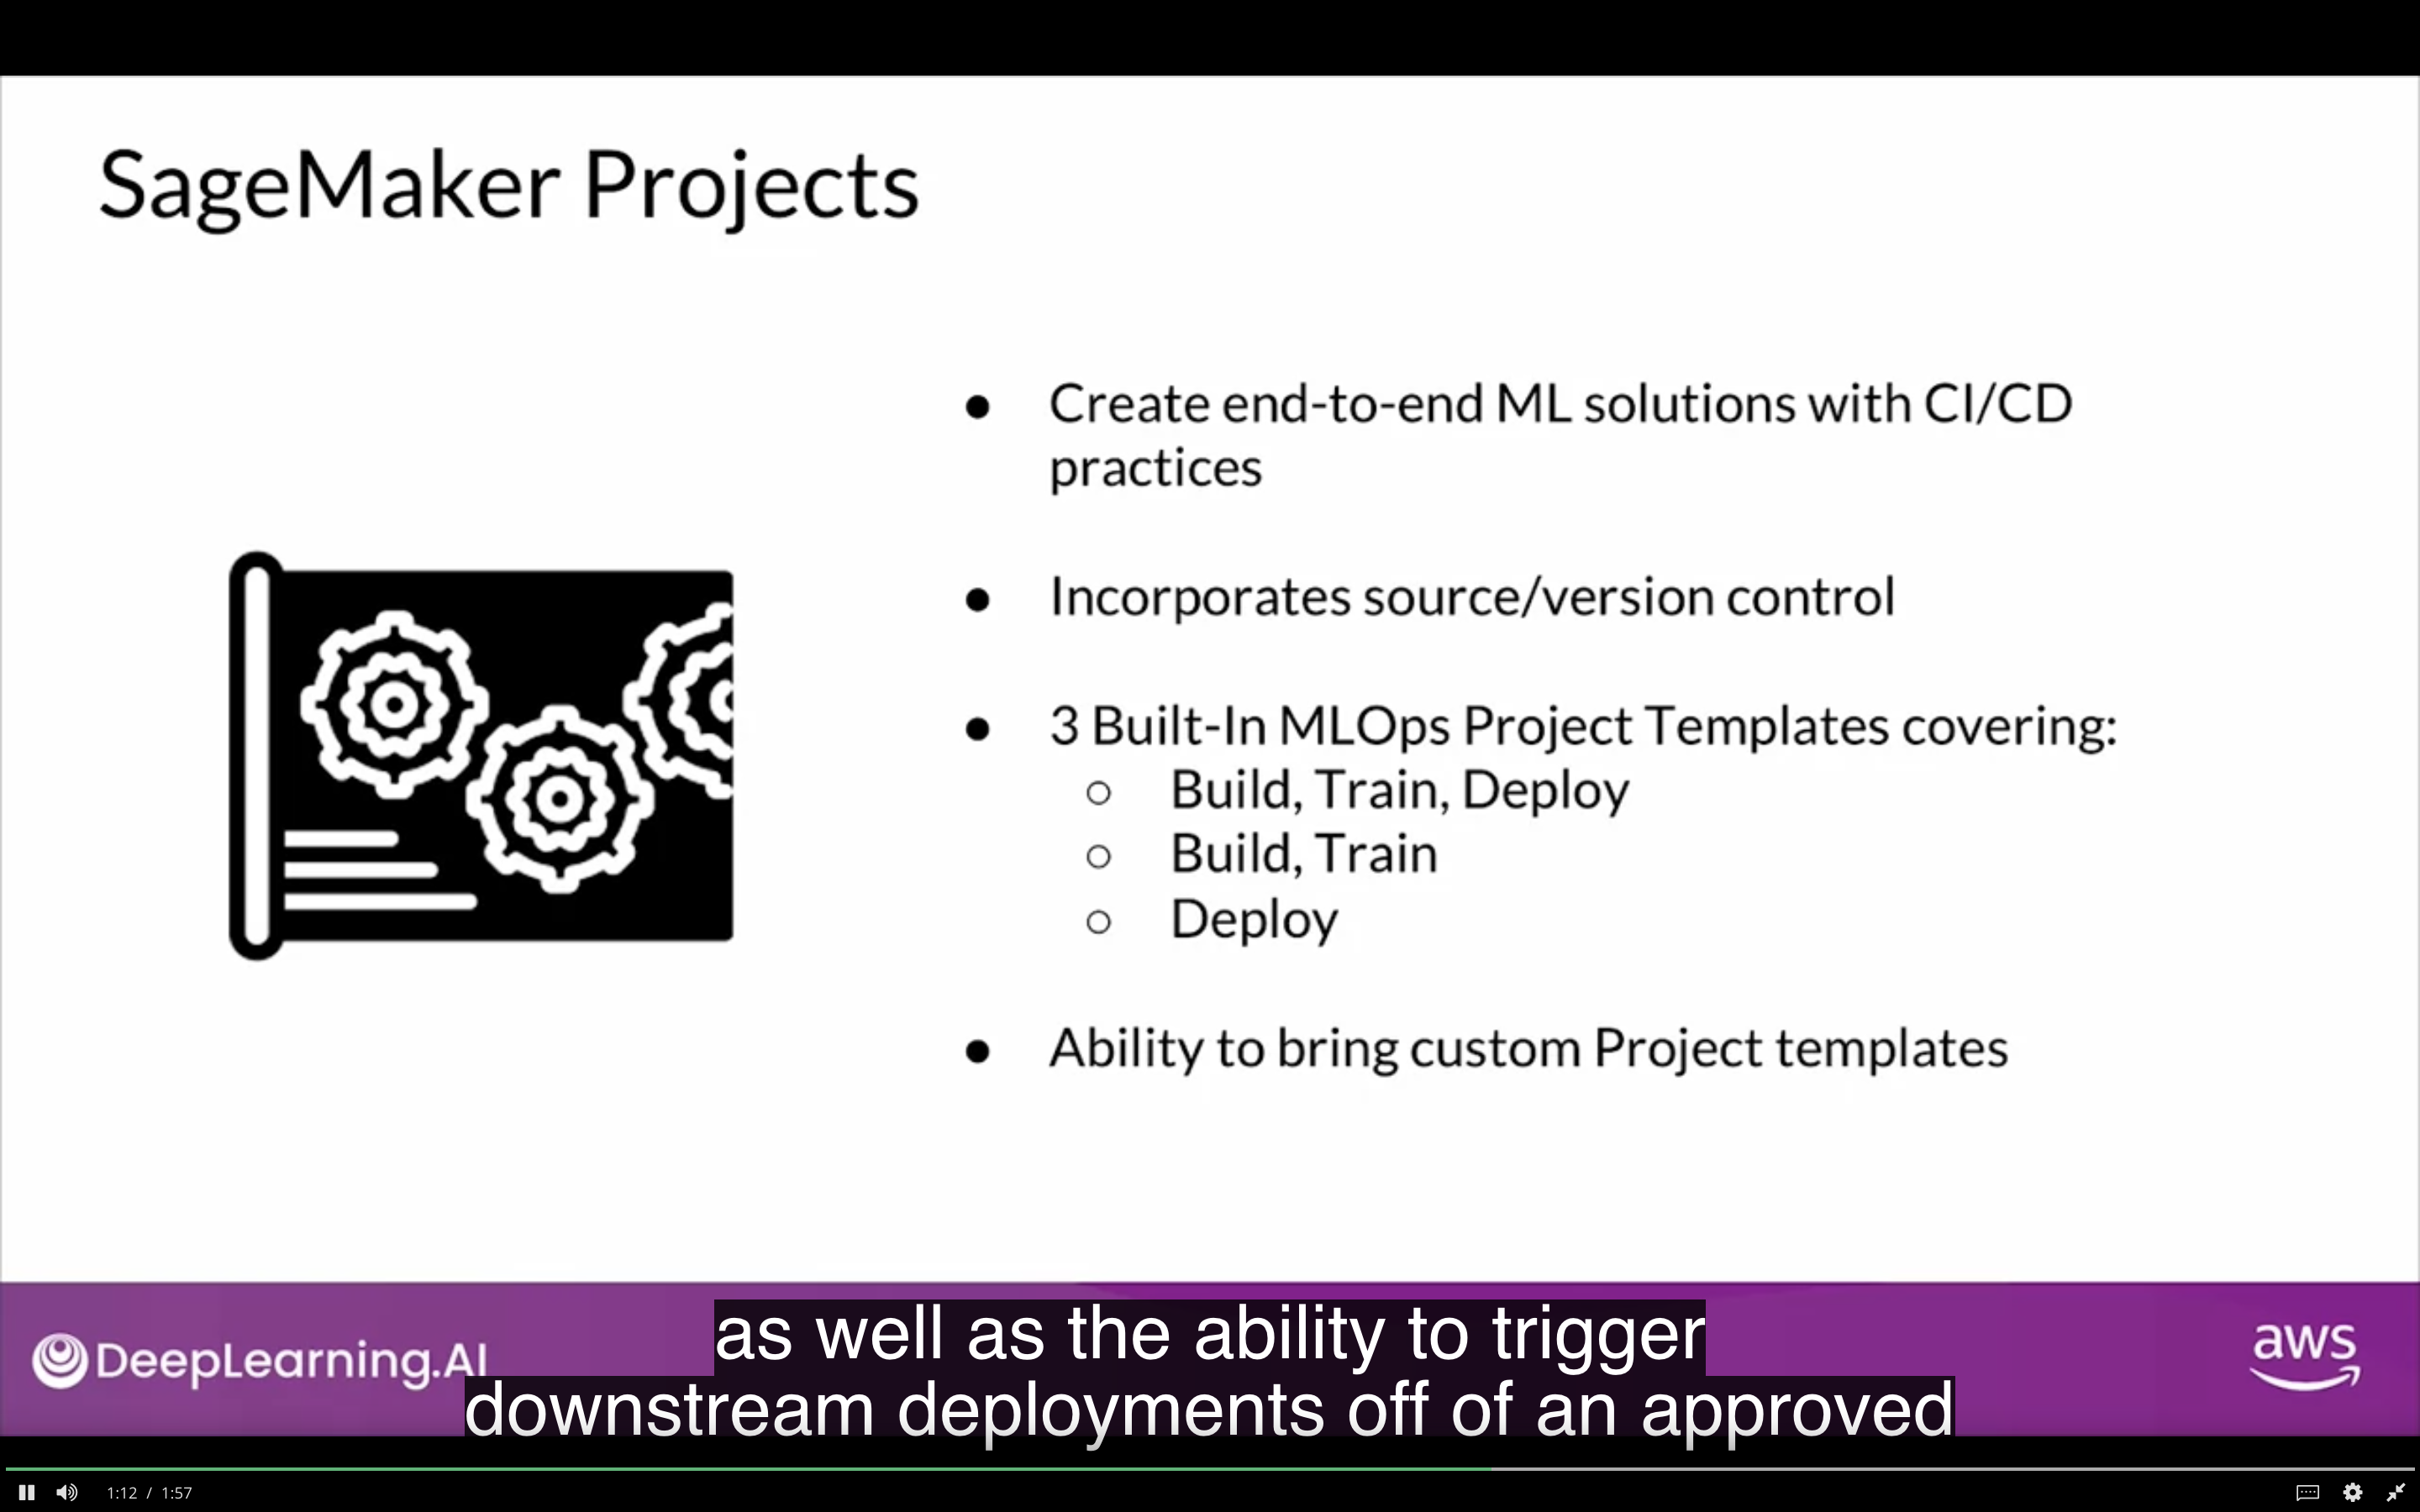 SageMaker Projects
● Create end-to-end ML solutions with CI/CD
practices
● Incorporates source/version control
● 3 Built-In MLOps Project Templates covering:
○ Build, Train, Deploy
○ Build, Train
○ Deploy
● Ability to bring custom Project templates
DeepLearning.AI
aws
as well as the ability to trigger
downstream deployments off of an approved
1:12 / 1:57